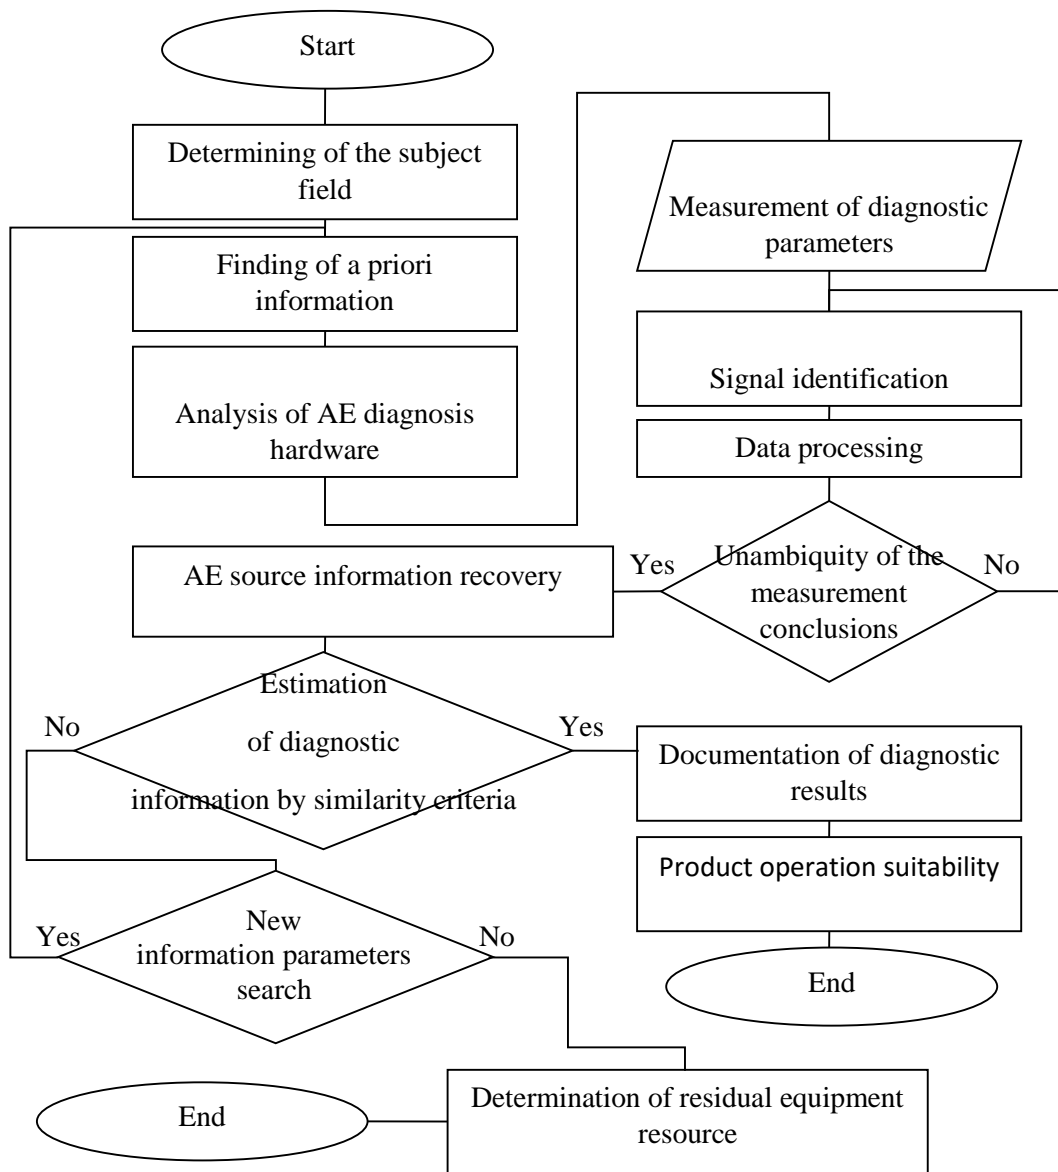 Start
Determining of the subject
field
Finding of a priori
information
Analysis of AE diagnosis
hardware
Measurement of diagnostic
parameters
Signal identification
Data processing
Unambiquity of the
measurement
conclusions
Yes
No
AE source information recovery
Estimation
of diagnostic
information by similarity criteria
No
Yes
Documentation of diagnostic
results
Product operation suitability
End
New
information parameters
search
Yes
No
Determination of residual equipment
resource
End